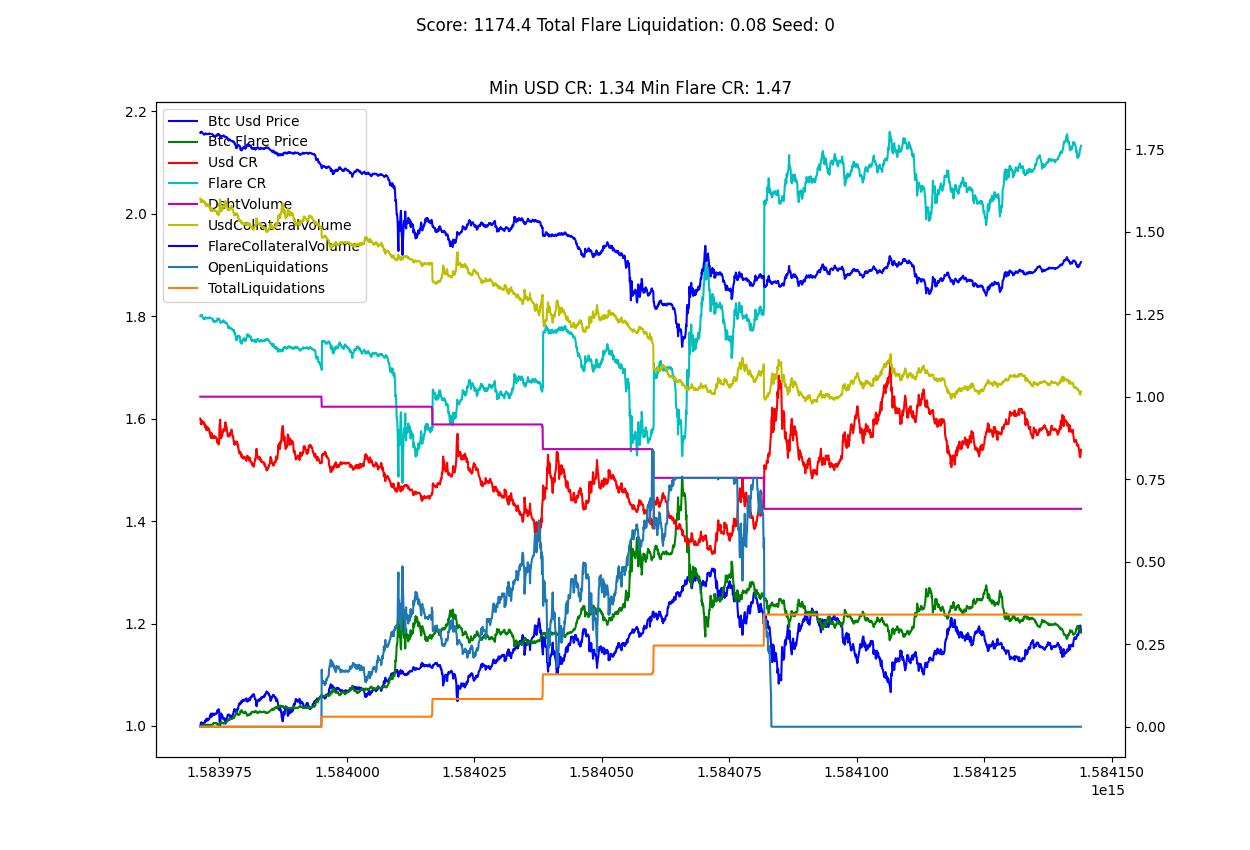 Score: 1174.4 Total Flare Liquidation: 0.08 Seed: 0
Min USD CR: 1.34 Min Flare CR: 1.47
Btc Usd Price
Btc Flare Price
Usd CR
Flare CR
DebtVolume
UsdCollateralVolume
FlareCollateralVolume
OpenLiquidations
TotalLiquidations
2.2
2.0
1.8
1.6
1.4
1.2
1.0
1.75
1.50
1.25
1.00
0.75
0.50
0.25
0.00
1.583975 1.584000 1.584025 1.584050 1.584075 1.584100 1.584125 1.584150
1e15